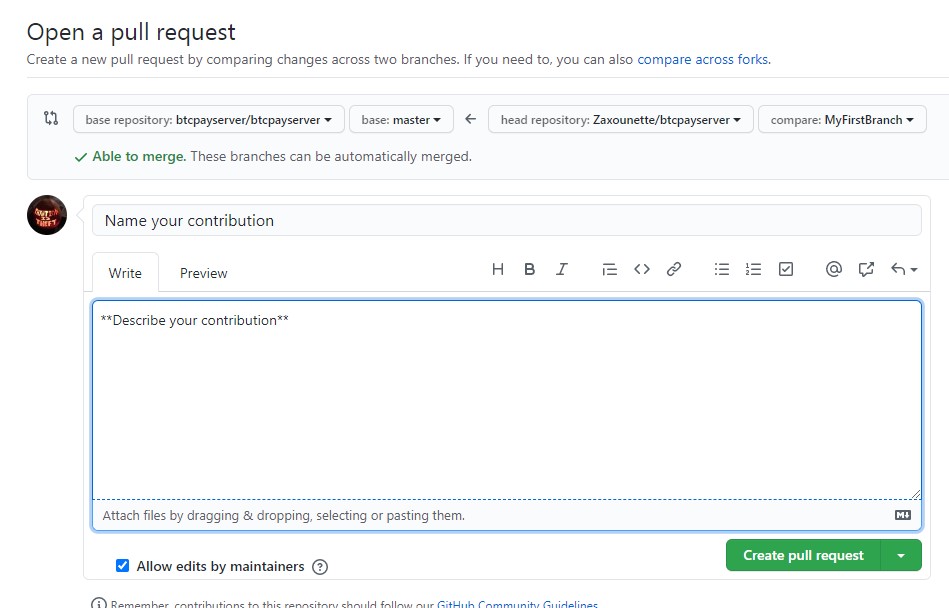 Open a pull request
Create a new pull request by comparing changes across two branches. If you need to, you can also compare across forks.
base repository: btcpayserver/btcpayserver base: master ← head repository: Zaxounette/btcpayserver compare: MyFirstBranch
Able to merge. These branches can be automatically merged.
Name your contribution
Write Preview
**Describe your contribution**
Attach files by dragging & dropping, selecting or pasting them.
Create pull request
Allow edits by maintainers
Remember, contributions to this repository should follow our GitHub Community Guidelines.